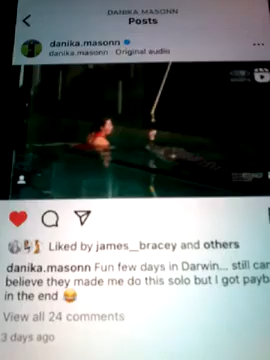 DANIKA.MASONN
Posts
danika.masonn
danika.masonn · Original audio
Liked by james__bracey and others
danika.masonn Fun few days in Darwin... still can
believe they made me do this solo but I got payb
in the end 😂
View all 24 comments
3 days ago